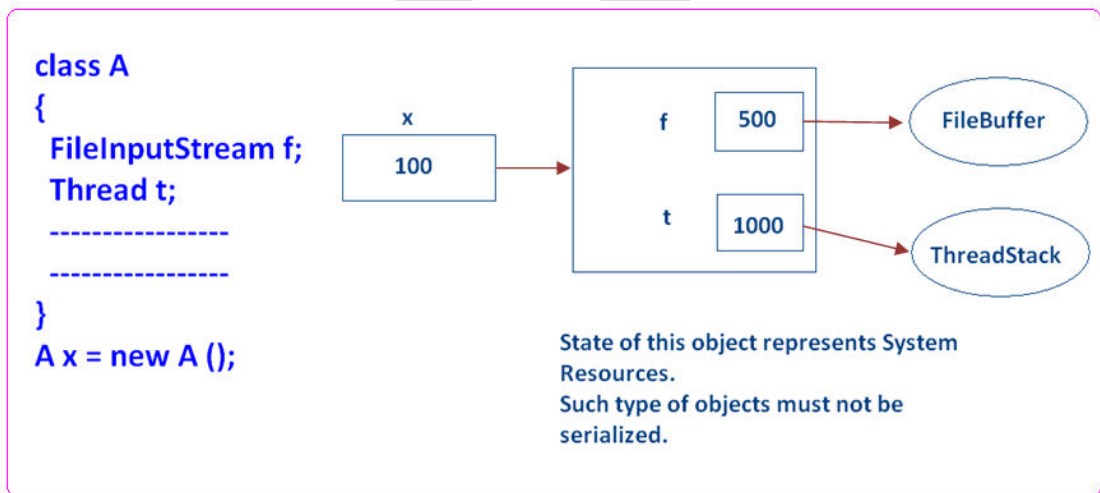 class A
{
FileInputStream f;
Thread t;
-----------------
-----------------
}
A x = new A ();
x
100
f
500
t
1000
FileBuffer
ThreadStack
State of this object represents System
Resources.
Such type of objects must not be
serialized.